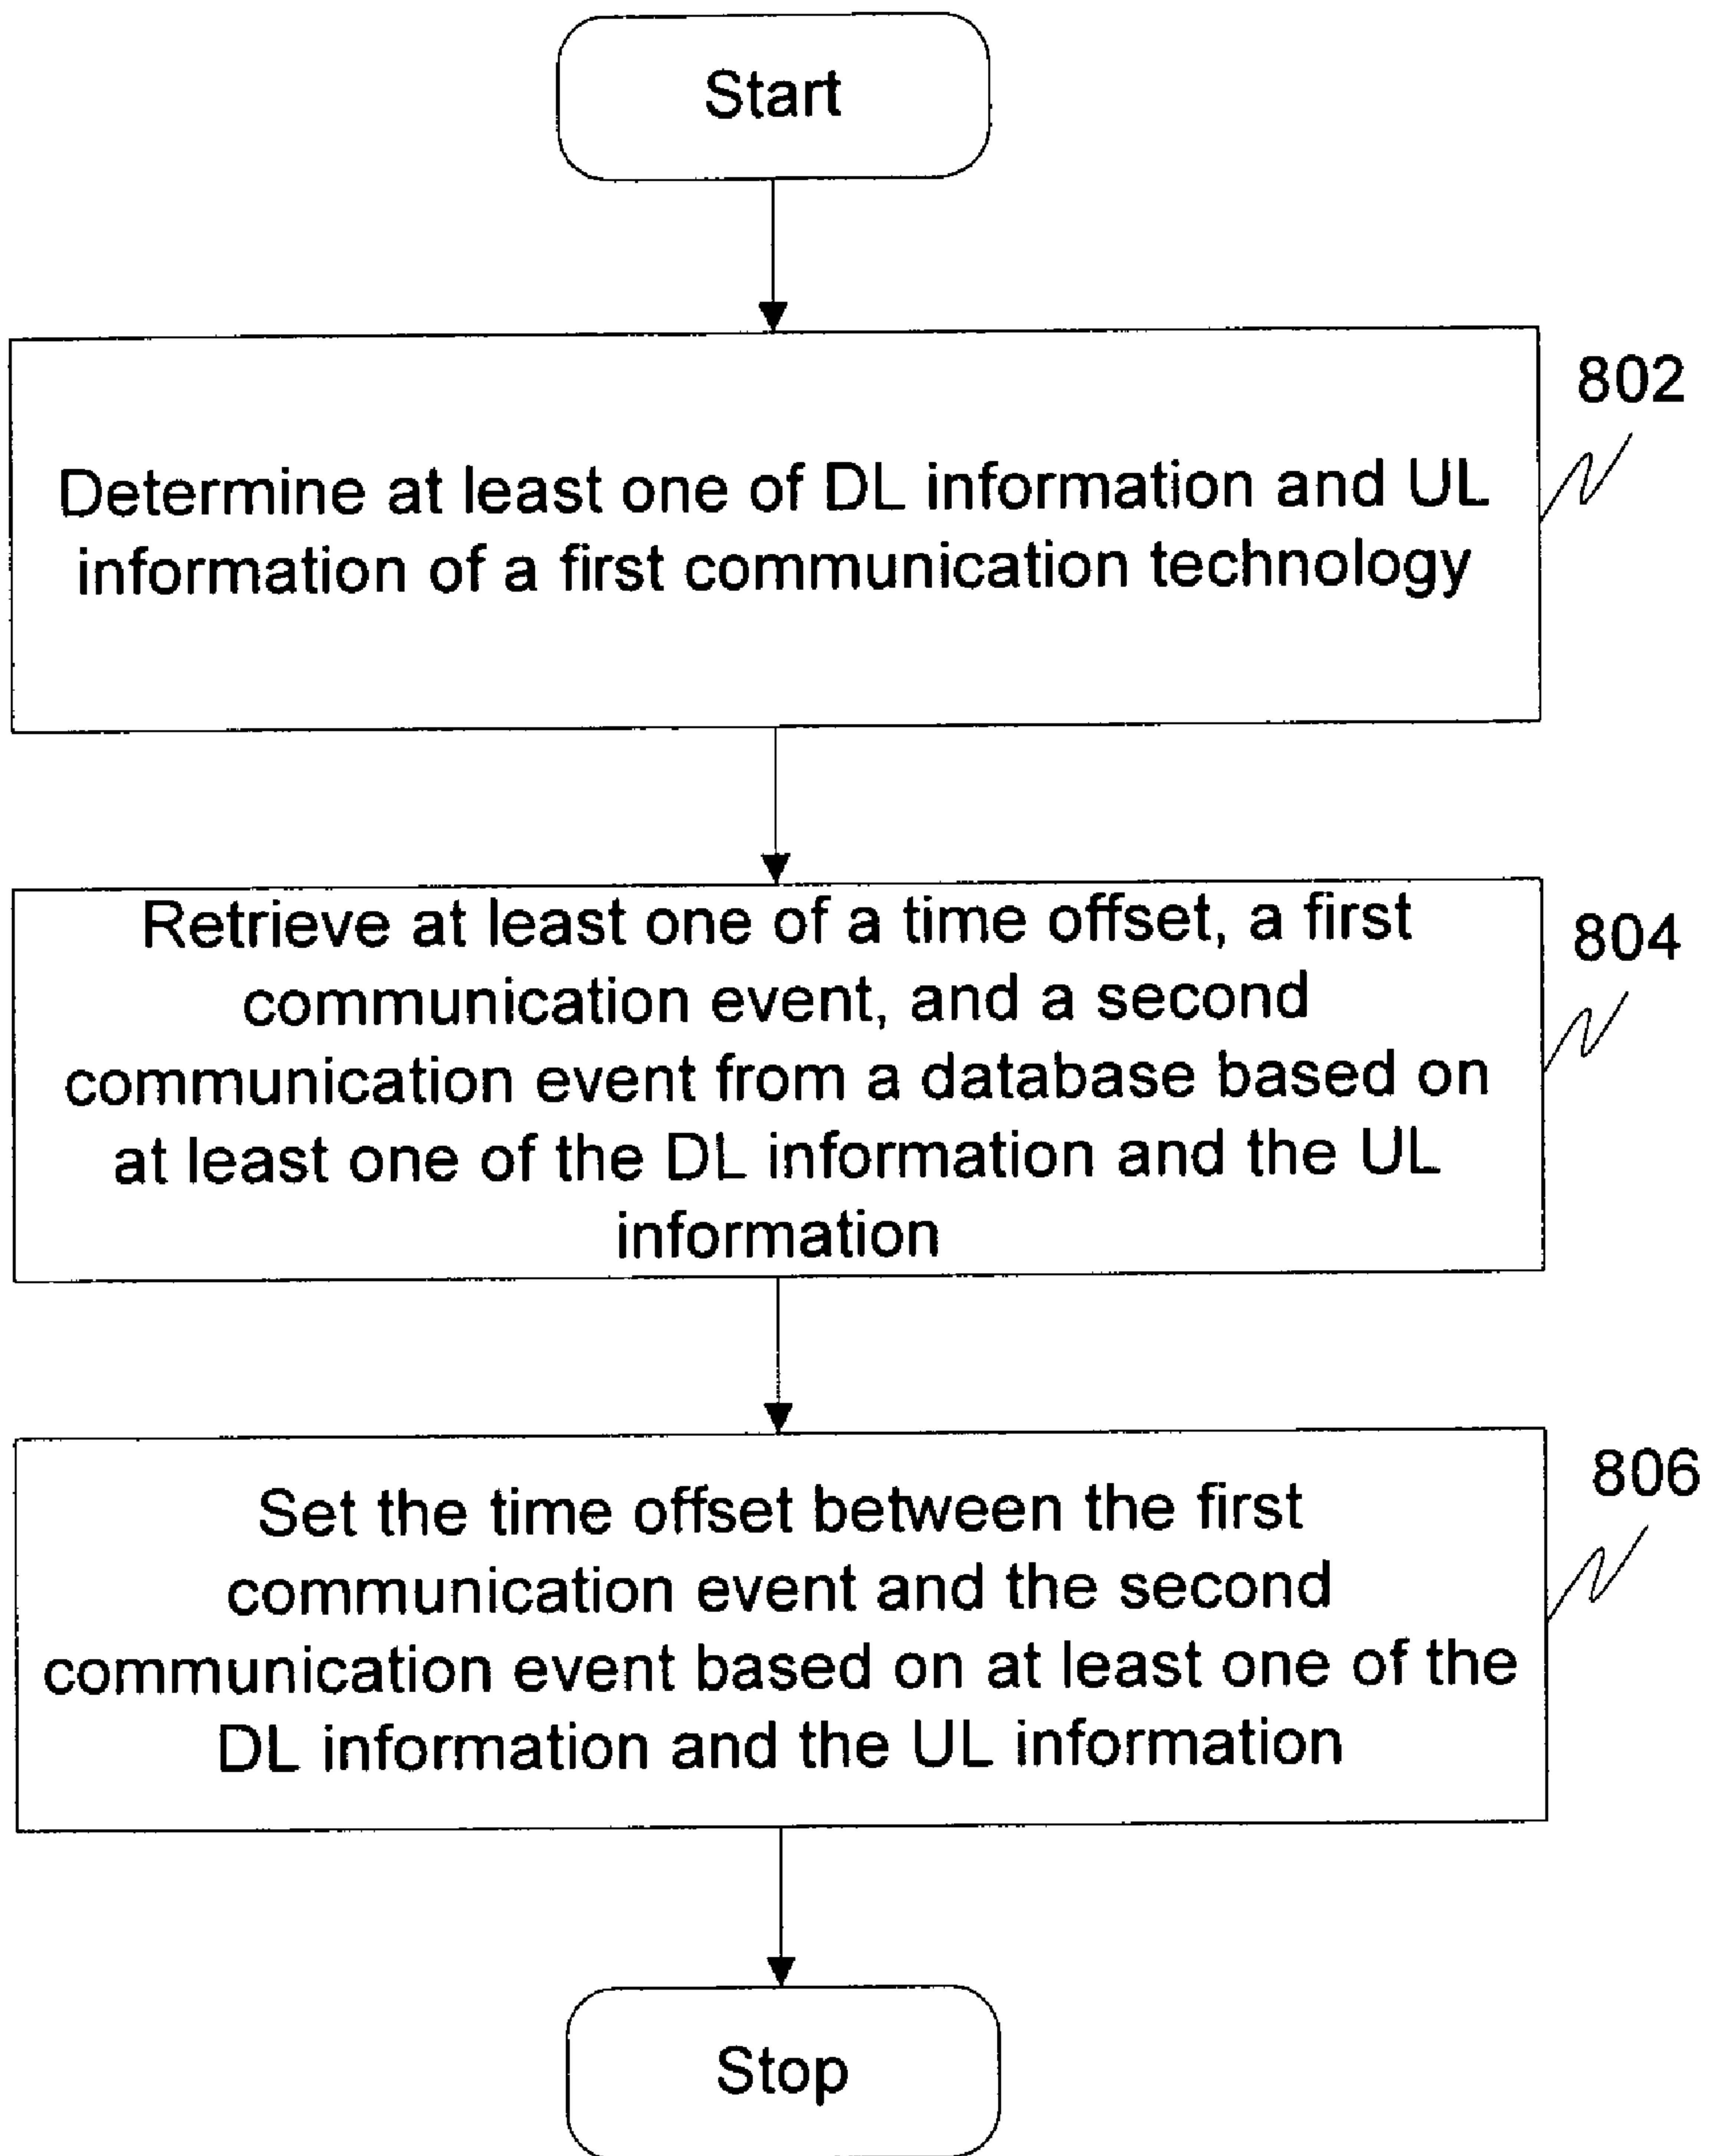 Start
802
Determine at least one of DL information and UL
information of a first communication technology
804
Retrieve at least one of a time offset, a first
communication event, and a second
communication event from a database based on
at least one of the DL information and the UL
information
806
Set the time offset between the first
communication event and the second
communication event based on at least one of the
DL information and the UL information
Stop